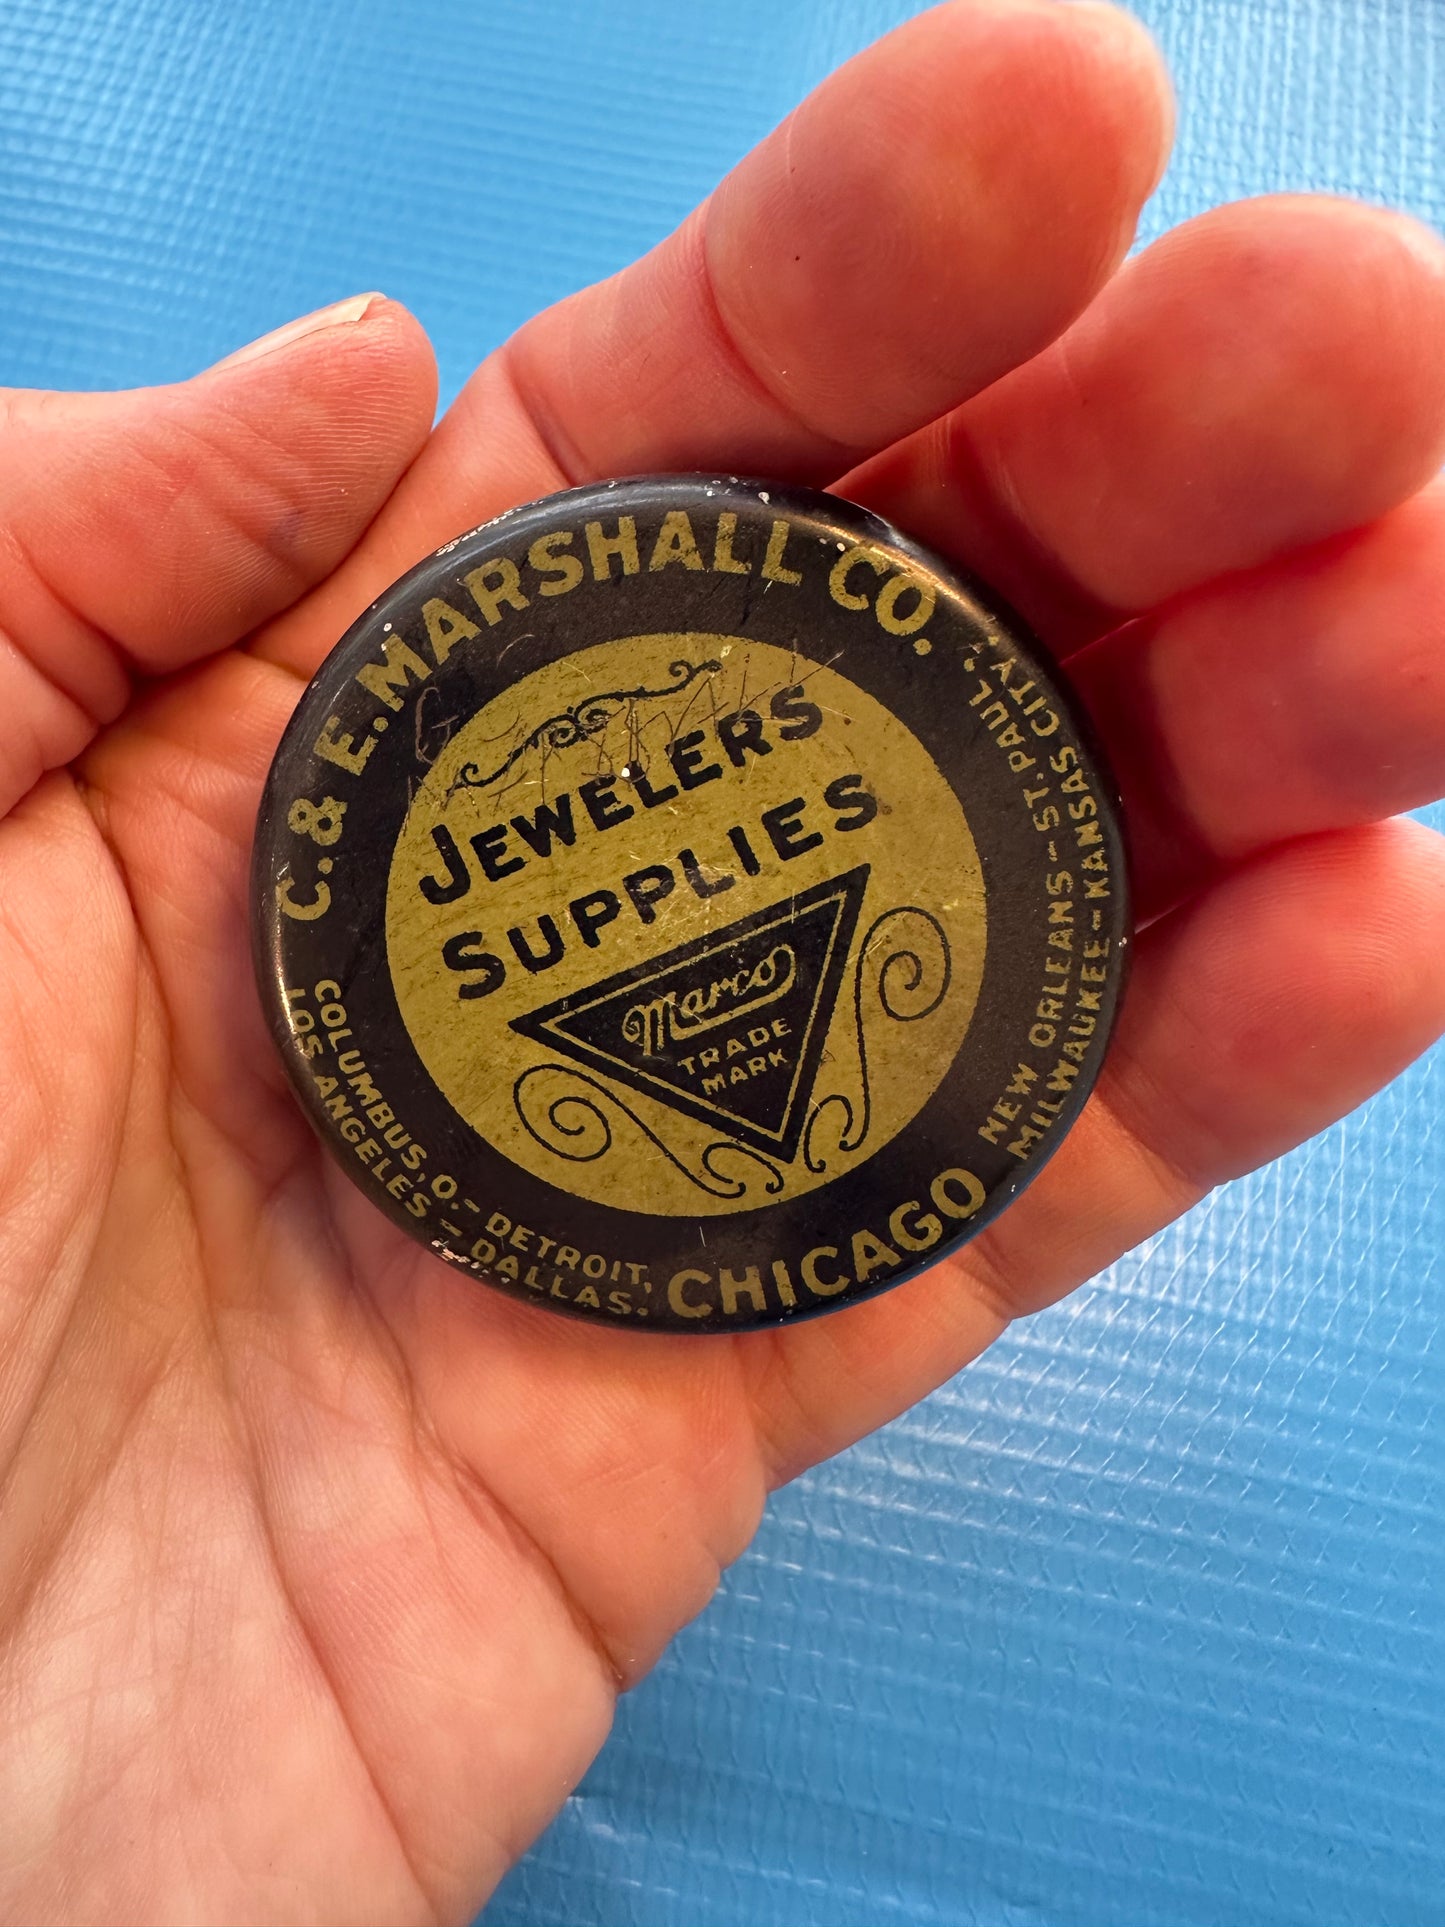 C. & E. MARSHALL CO.
JEWELERS
SUPPLIES
Marco
TRADE
MARK
COLUMBUS, O. – DETROIT,
LOS ANGELES – DALLAS.
CHICAGO
NEW ORLEANS – ST. PAUL
MILWAUKEE – KANSAS CITY,